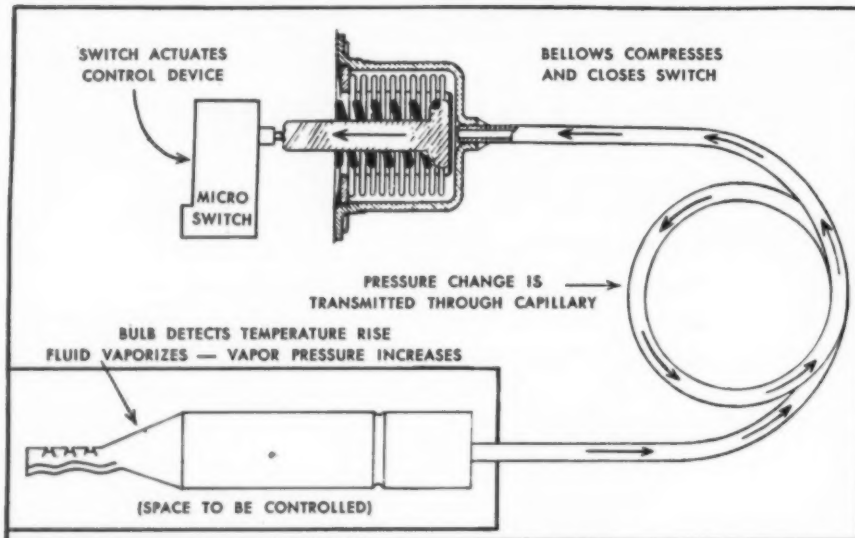 SWITCH ACTUATES
CONTROL DEVICE
BELLOWS COMPRESSES
AND CLOSES SWITCH
MICRO
SWITCH
PRESSURE CHANGE IS
TRANSMITTED THROUGH CAPILLARY
BULB DETECTS TEMPERATURE RISE
FLUID VAPORIZES — VAPOR PRESSURE INCREASES
(SPACE TO BE CONTROLLED)